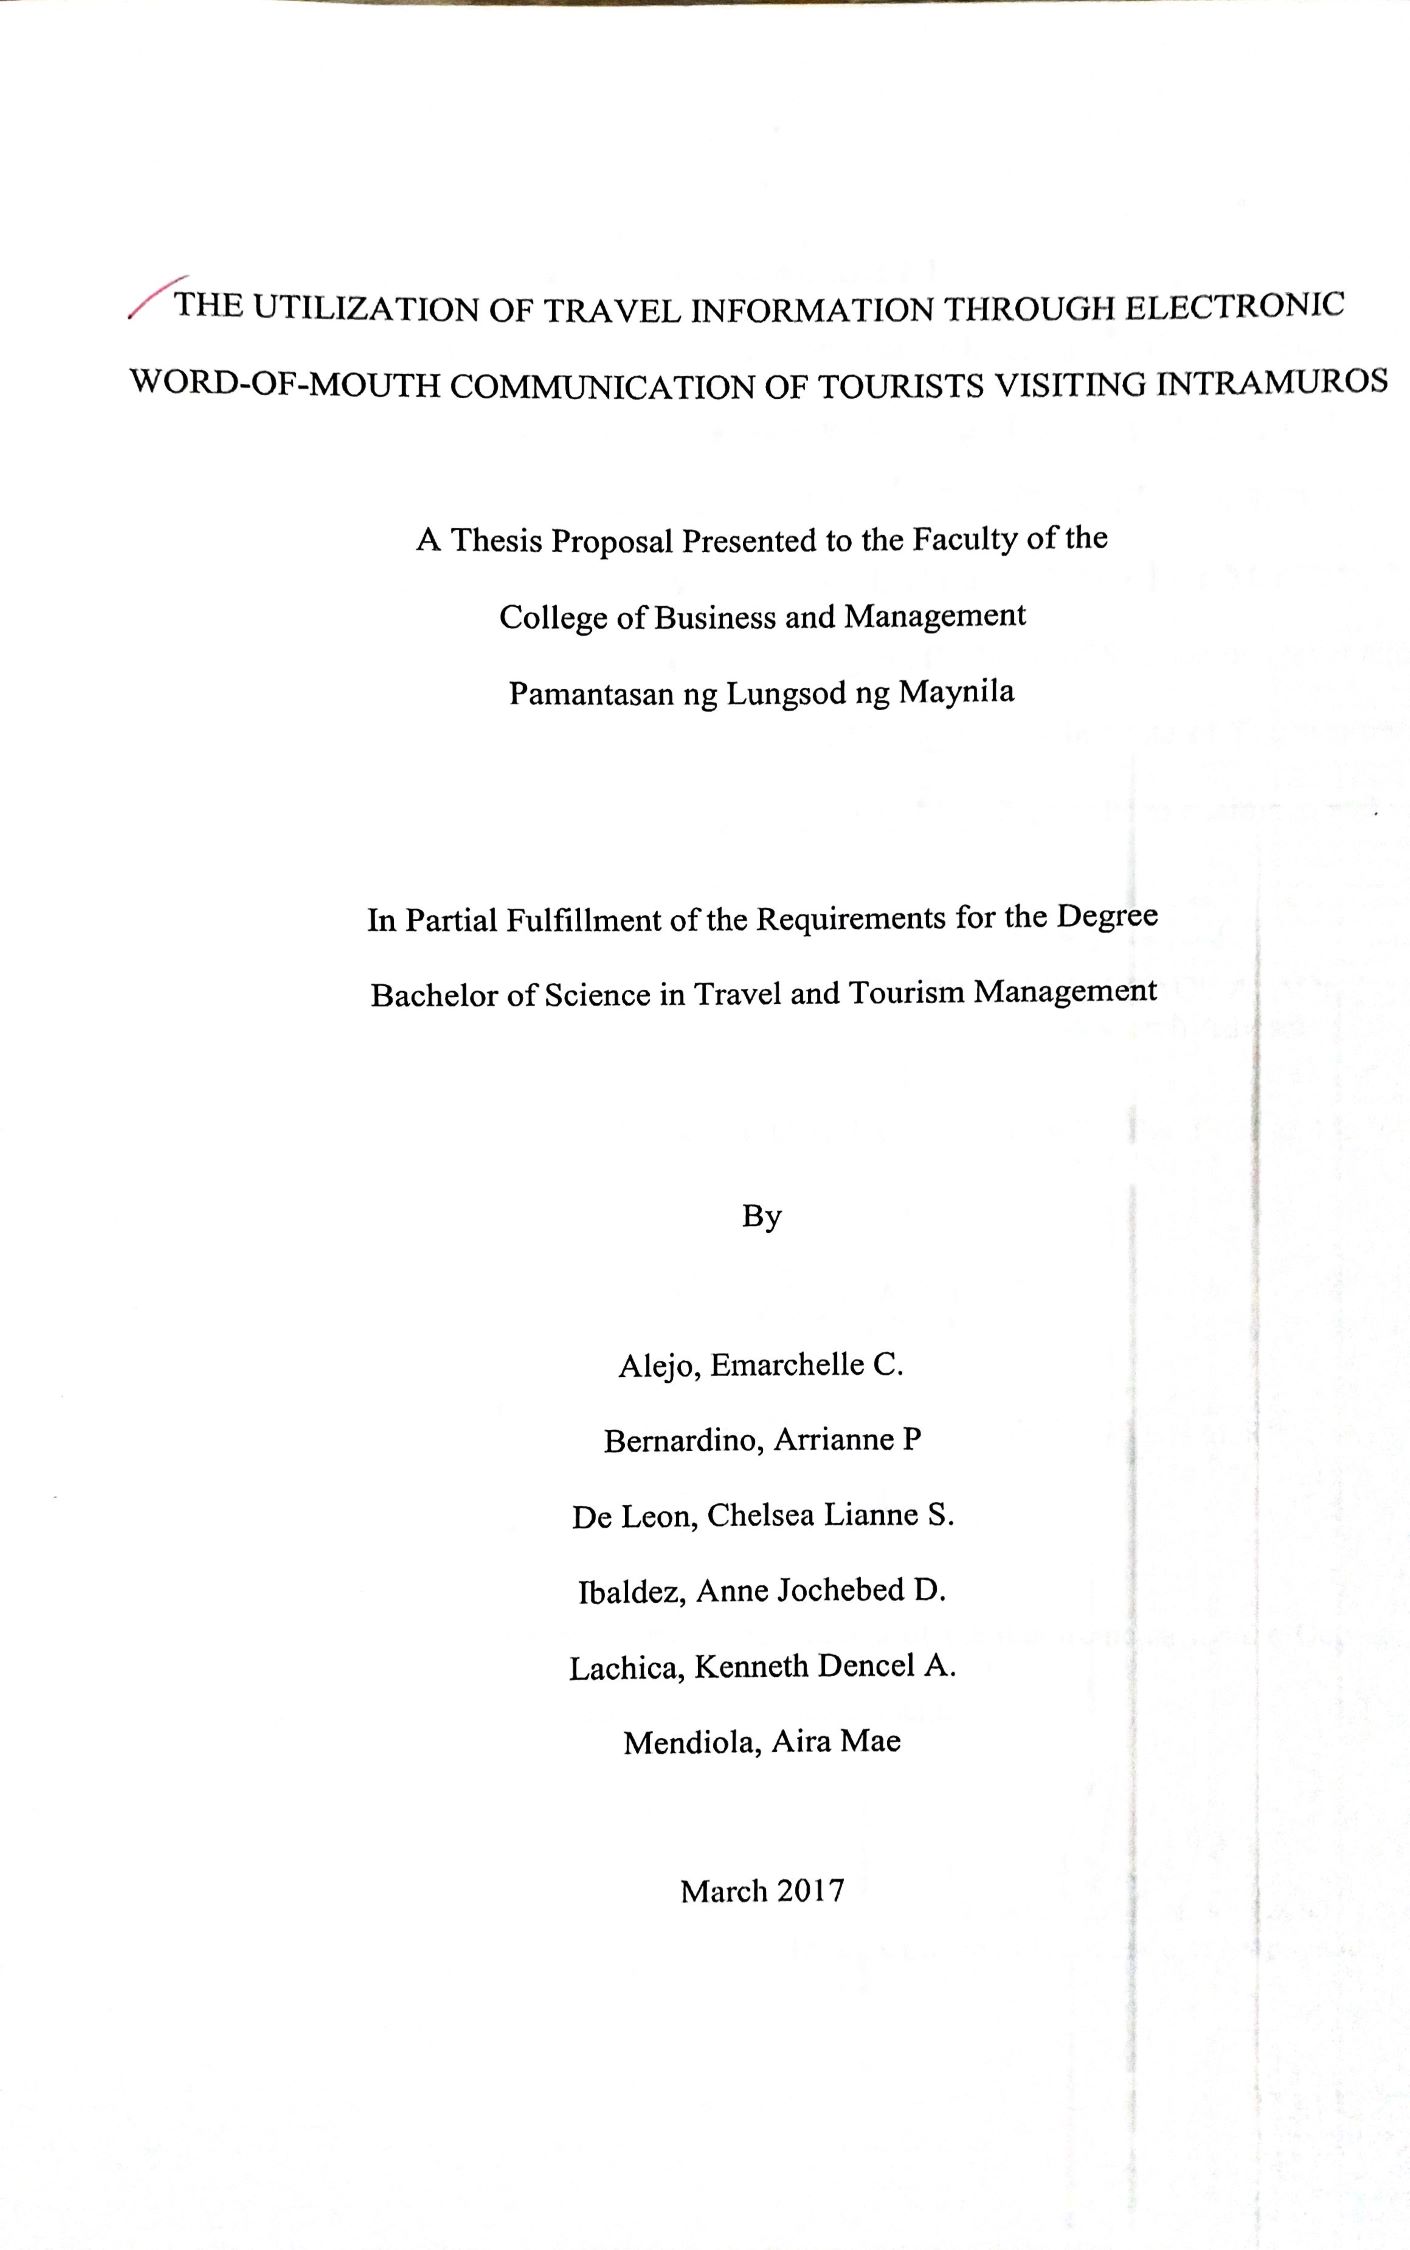 THE UTILIZATION OF TRAVEL INFORMATION THROUGH ELECTRONIC
WORD-OF-MOUTH COMMUNICATION OF TOURISTS VISITING INTRAMUROS
A Thesis Proposal Presented to the Faculty of the
College of Business and Management
Pamantasan ng Lungsod ng Maynila
In Partial Fulfillment of the Requirements for the Degree
Bachelor of Science in Travel and Tourism Management
By
Alejo, Emarchelle C.
Bernardino, Arrianne P
De Leon, Chelsea Lianne S.
Ibaldez, Anne Jochebed D.
Lachica, Kenneth Dencel A.
Mendiola, Aira Mae
March 2017